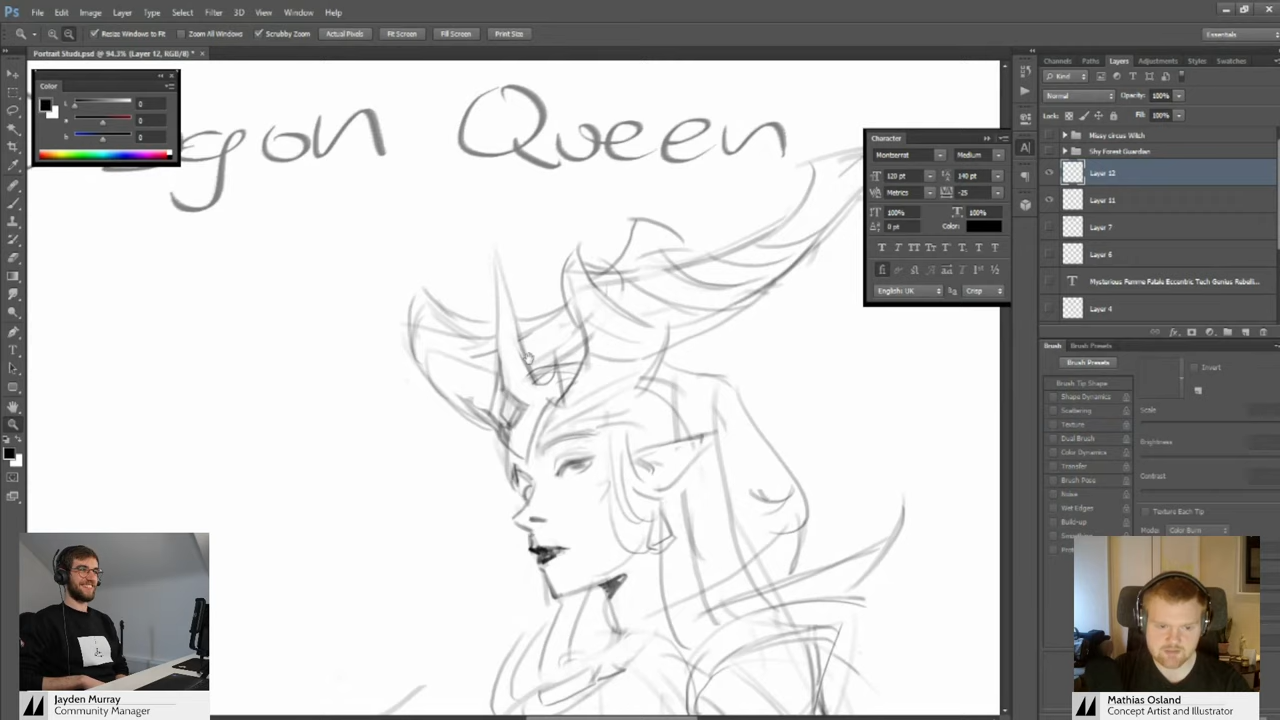 Ps File Edit Image Layer Type Select Filter 3D View Window Help
Resize Windows to Fit Zoom All Windows Scrubby Zoom Actual Pixels Fit Screen Fill Screen Print Size Essentials
Portrait Studi.psd @ 94.3% (Layer 12, RGB/8) * ×
Color
L 0
a 0
b 0
gon Queen
Character
Montserrat Medium
120 pt 140 pt
Metrics -25
100% 100%
0 pt Color:
English: UK Crisp
Channels Paths Layers Adjustments Styles Swatches
Kind
Normal Opacity: 100%
Lock: Fill: 100%
Missy circus Witch
Shy Forest Guardian
Layer 12
Layer 11
Layer 7
Layer 6
Mysterious Femme Fatale Eccentric Tech Genius Rebelli...
Layer 4
Brush Brush Presets
Brush Presets
Brush Tip Shape
Shape Dynamics
Scattering
Texture
Dual Brush
Color Dynamics
Transfer
Brush Pose
Noise
Wet Edges
Build-up
Invert
Scale
Brightness
Contrast
Texture Each Tip
Mode: Color Burn
Jayden Murray
Community Manager
Mathias Osland
Concept Artist and Illustrator